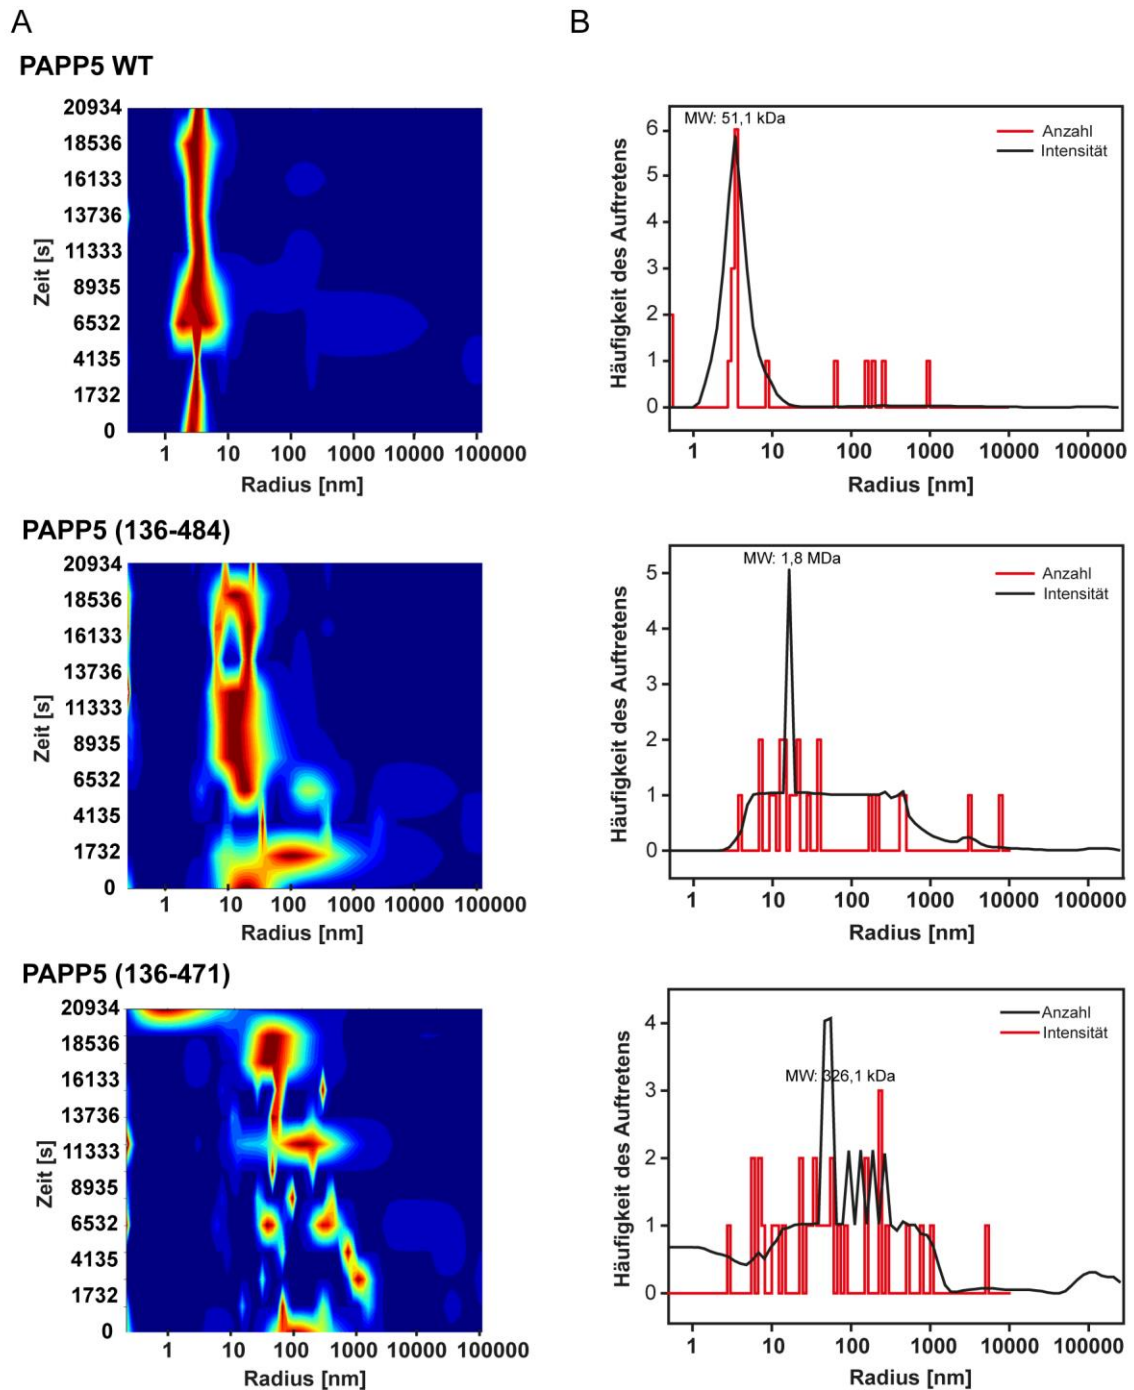 A
B
PAPP5 WT
20934
18536
16133
13736
11333
8935
6532
4135
1732
0
Zeit [s]
1 10 100 1000 10000 100000
Radius [nm]
MW: 51,1 kDa
Anzahl
Intensität
6
5
4
3
2
1
0
Häufigkeit des Auftretens
1 10 100 1000 10000 100000
Radius [nm]
PAPP5 (136-484)
20934
18536
16133
13736
11333
8935
6532
4135
1732
0
Zeit [s]
1 10 100 1000 10000 100000
Radius [nm]
MW: 1,8 MDa
Anzahl
Intensität
5
4
3
2
1
0
Häufigkeit des Auftretens
1 10 100 1000 10000 100000
Radius [nm]
PAPP5 (136-471)
20934
18536
16133
13736
11333
8935
6532
4135
1732
0
Zeit [s]
1 10 100 1000 10000 100000
Radius [nm]
Anzahl
Intensität
MW: 326,1 kDa
4
3
2
1
0
Häufigkeit des Auftretens
1 10 100 1000 10000 100000
Radius [nm]